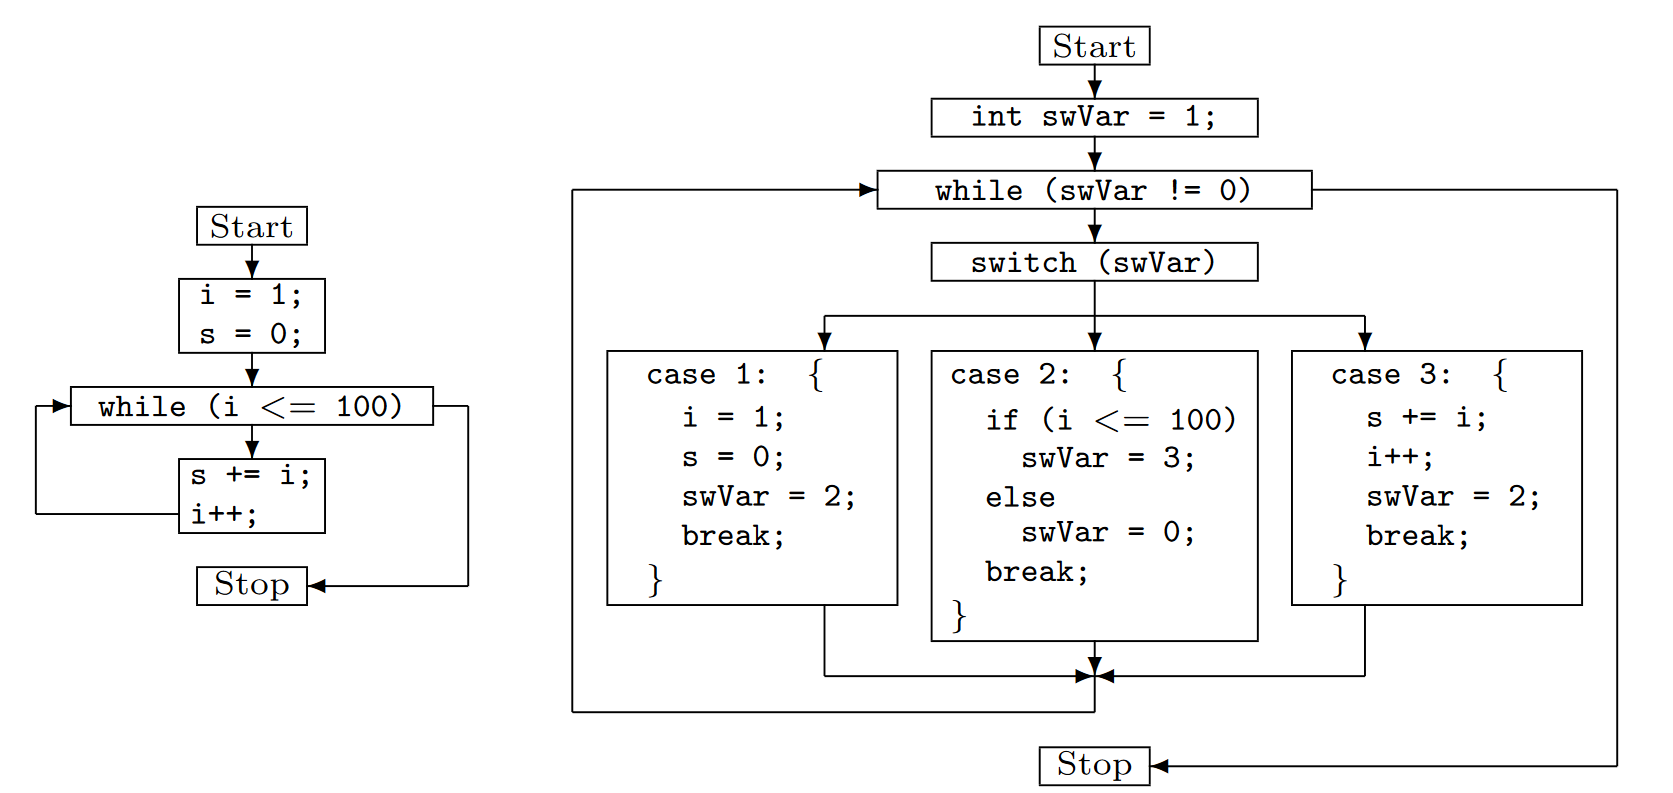 Start
i = 1;
s = 0;
while (i <= 100)
s += i;
i++;
Stop
Start
int swVar = 1;
while (swVar != 0)
switch (swVar)
case 1: {
i = 1;
s = 0;
swVar = 2;
break;
}
case 2: {
if (i <= 100)
swVar = 3;
else
swVar = 0;
break;
}
case 3: {
s += i;
i++;
swVar = 2;
break;
}
Stop